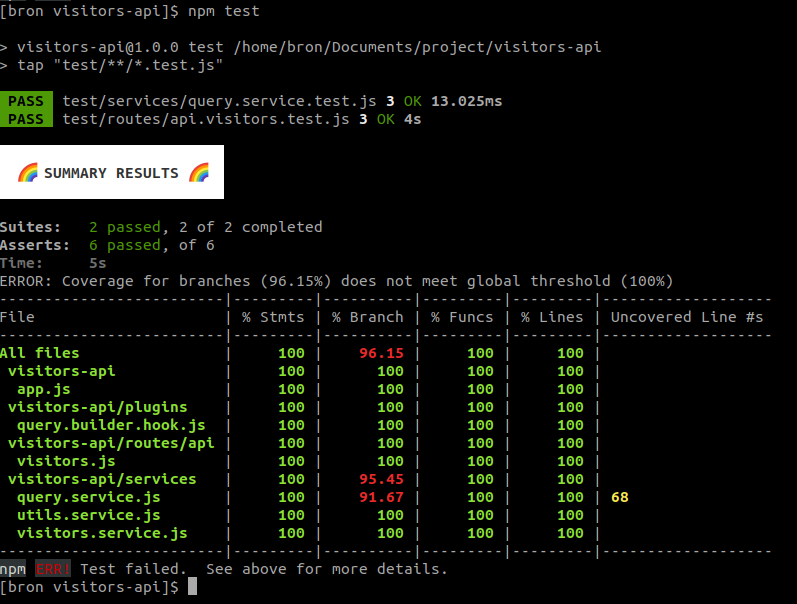 [bron visitors-api]$ npm test
> visitors-api@1.0.0 test /home/bron/Documents/project/visitors-api
> tap "test/**/*.test.js"
PASS test/services/query.service.test.js 3 OK 13.025ms
PASS test/routes/api.visitors.test.js 3 OK 4s
🌈 SUMMARY RESULTS 🌈
Suites:   2 passed, 2 of 2 completed
Asserts:  6 passed, of 6
Time:     5s
ERROR: Coverage for branches (96.15%) does not meet global threshold (100%)
-------------------------|---------|----------|---------|---------|-------------------
File                     | % Stmts | % Branch | % Funcs | % Lines | Uncovered Line #s
-------------------------|---------|----------|---------|---------|-------------------
All files                |     100 |    96.15 |     100 |     100 |
 visitors-api            |     100 |      100 |     100 |     100 |
  app.js                 |     100 |      100 |     100 |     100 |
 visitors-api/plugins    |     100 |      100 |     100 |     100 |
  query.builder.hook.js  |     100 |      100 |     100 |     100 |
 visitors-api/routes/api |     100 |      100 |     100 |     100 |
  visitors.js            |     100 |      100 |     100 |     100 |
 visitors-api/services   |     100 |    95.45 |     100 |     100 |
  query.service.js       |     100 |    91.67 |     100 |     100 | 68
  utils.service.js       |     100 |      100 |     100 |     100 |
  visitors.service.js    |     100 |      100 |     100 |     100 |
-------------------------|---------|----------|---------|---------|-------------------
npm ERR! Test failed.  See above for more details.
[bron visitors-api]$